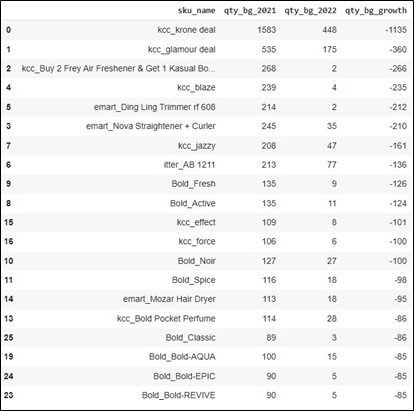 sku_name qty_bg_2021 qty_bg_2022 qty_bg_growth
0 kcc_krone deal 1583 448 -1135
1 kcc_glamour deal 535 175 -360
2 kcc_Buy 2 Frey Air Freshener & Get 1 Kasual Bo... 268 2 -266
4 kcc_blaze 239 4 -235
5 emart_Ding Ling Trimmer rf 608 214 2 -212
3 emart_Nova Straightener + Curler 245 35 -210
7 kcc_jazzy 208 47 -161
6 itter_AB 1211 213 77 -136
9 Bold_Fresh 135 9 -126
8 Bold_Active 135 11 -124
15 kcc_effect 109 8 -101
16 kcc_force 106 6 -100
10 Bold_Noir 127 27 -100
11 Bold_Spice 116 18 -98
14 emart_Mozar Hair Dryer 113 18 -95
13 kcc_Bold Pocket Perfume 114 28 -86
25 Bold_Classic 89 3 -86
19 Bold_Bold-AQUA 100 15 -85
24 Bold_Bold-EPIC 90 5 -85
23 Bold_Bold-REVIVE 90 5 -85